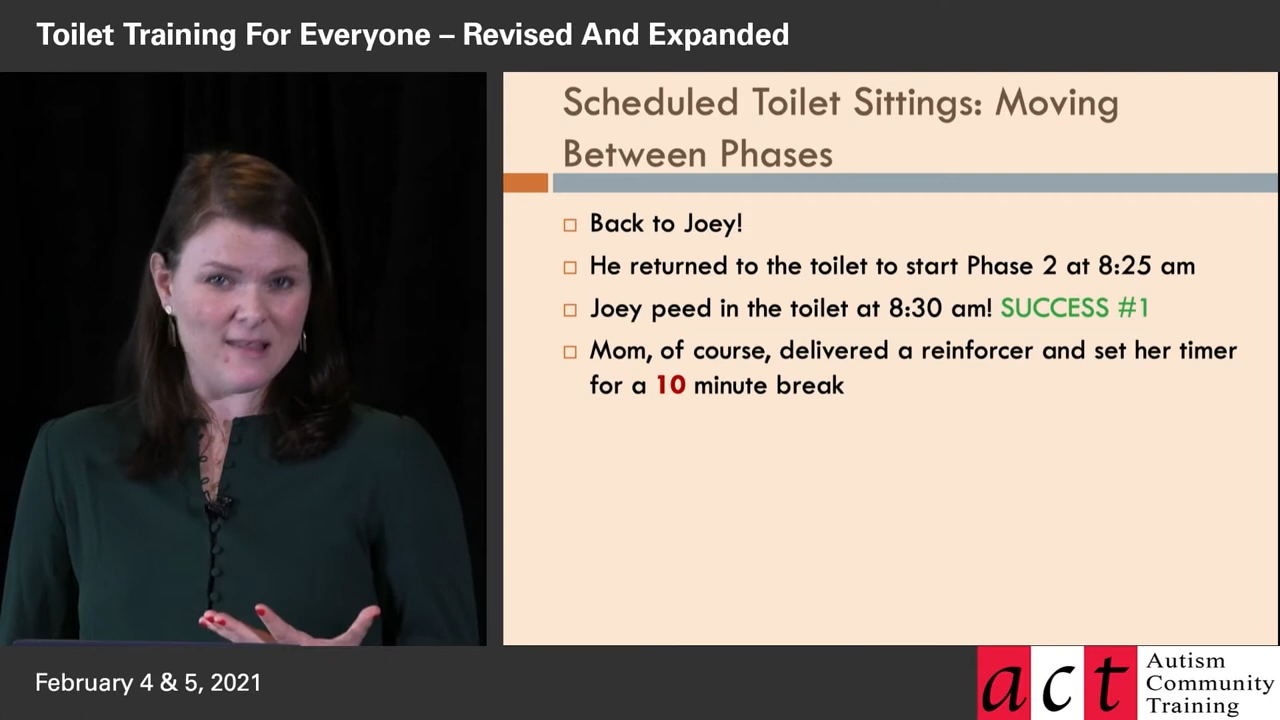 Toilet Training For Everyone – Revised And Expanded
Scheduled Toilet Sittings: Moving
Between Phases
Back to Joey!
He returned to the toilet to start Phase 2 at 8:25 am
Joey peed in the toilet at 8:30 am! SUCCESS #1
Mom, of course, delivered a reinforcer and set her timer
for a 10 minute break
February 4 & 5, 2021
act
Autism
Community
Training